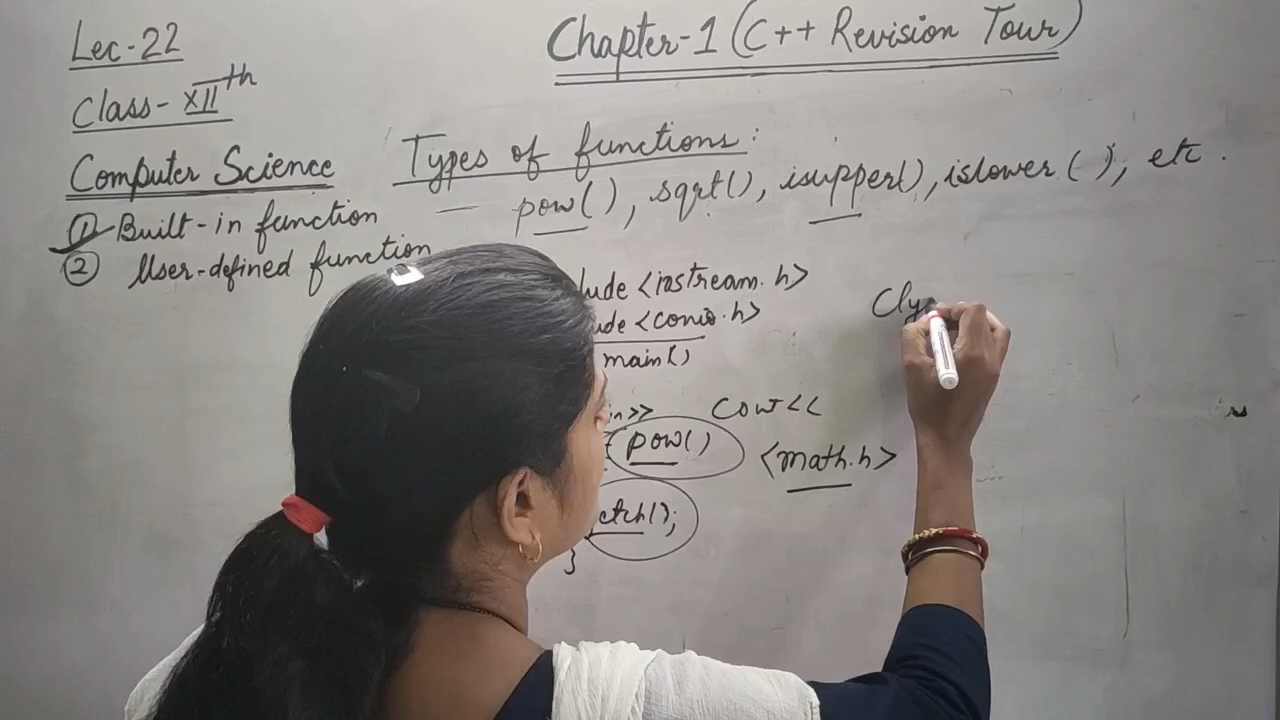 Lec-22
Chapter-1 (C++ Revision Tour)
Class- XIIth
Computer Science
Types of functions:
— pow(), sqrt(), isupper(), islower(), etc.
① Built-in function
② User-defined function
lude <iostream.h>
ude <conio.h>
main()
in>> Cout<<
pow() <math.h>
etch();
}